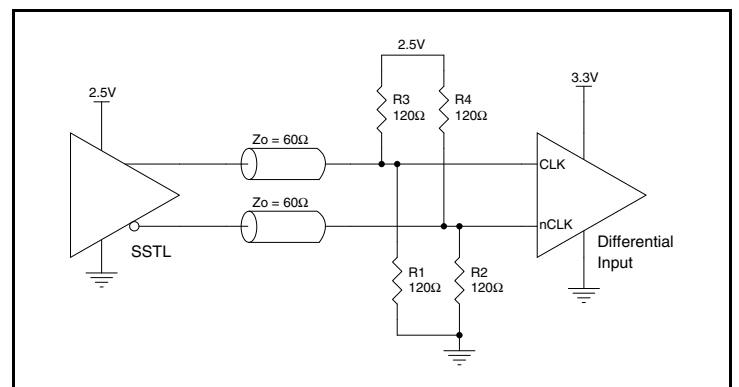 2.5V
3.3V
2.5V
R3
120Ω
R4
120Ω
Zo = 60Ω
CLK
Zo = 60Ω
nCLK
SSTL
Differential
Input
R1
120Ω
R2
120Ω